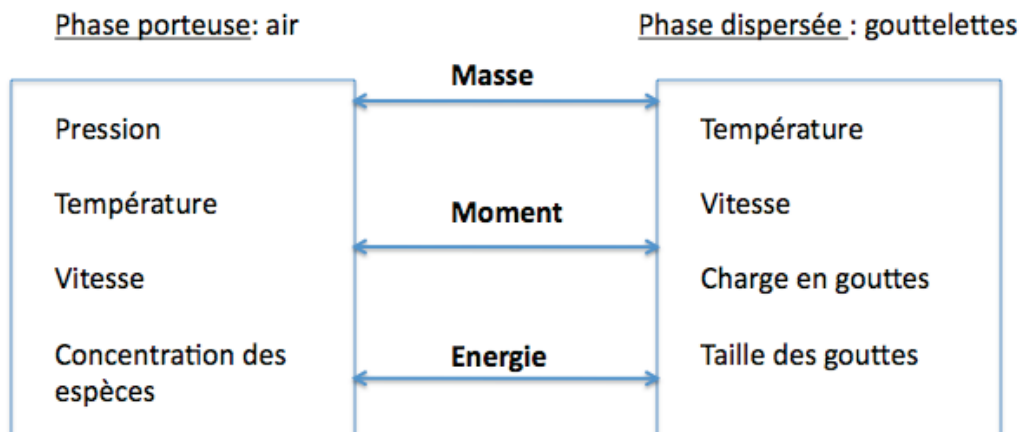 Phase porteuse: air
Phase dispersée : gouttelettes
Masse
Pression
Température
Température
Moment
Vitesse
Vitesse
Charge en gouttes
Concentration des
espèces
Energie
Taille des gouttes